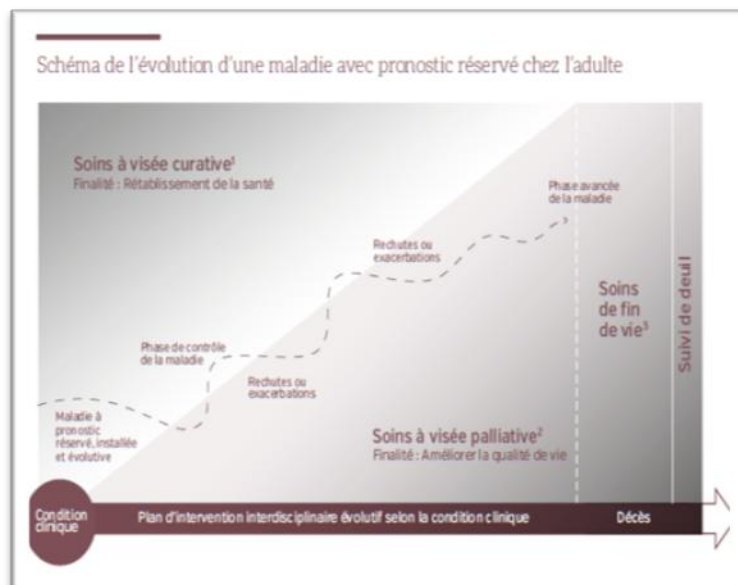 Schéma de l'évolution d'une maladie avec pronostic réservé chez l'adulte
Soins à visée curative¹
Finalité : Rétablissement de la santé
Phase avancée
de la maladie
Rechutes ou
exacerbations
Soins
de fin
de vie³
Suivi de deuil
Phase de contrôle
de la maladie
Rechutes ou
exacerbations
Maladie à
pronostic
réservé, installée
et évolutive
Soins à visée palliative²
Finalité : Améliorer la qualité de vie
Condition
clinique
Plan d'intervention interdisciplinaire évolutif selon la condition clinique
Décès